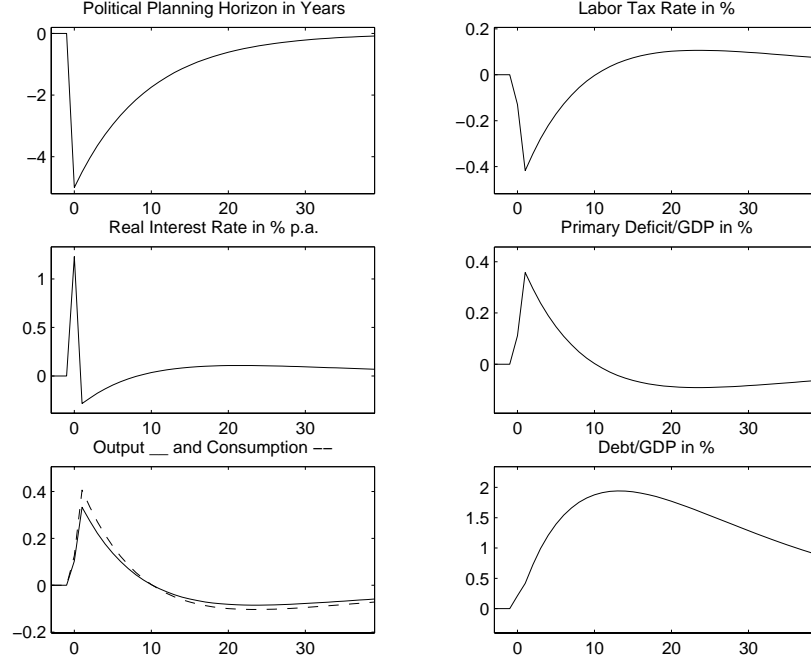 Political Planning Horizon in Years
0
−2
−4
0 10 20 30
Labor Tax Rate in %
0.2
0
−0.2
−0.4
0 10 20 30
Real Interest Rate in % p.a.
1
0.5
0
0 10 20 30
Primary Deficit/GDP in %
0.4
0.2
0
0 10 20 30
Output __ and Consumption −−
0.4
0.2
0
−0.2
0 10 20 30
Debt/GDP in %
2
1.5
1
0.5
0
0 10 20 30